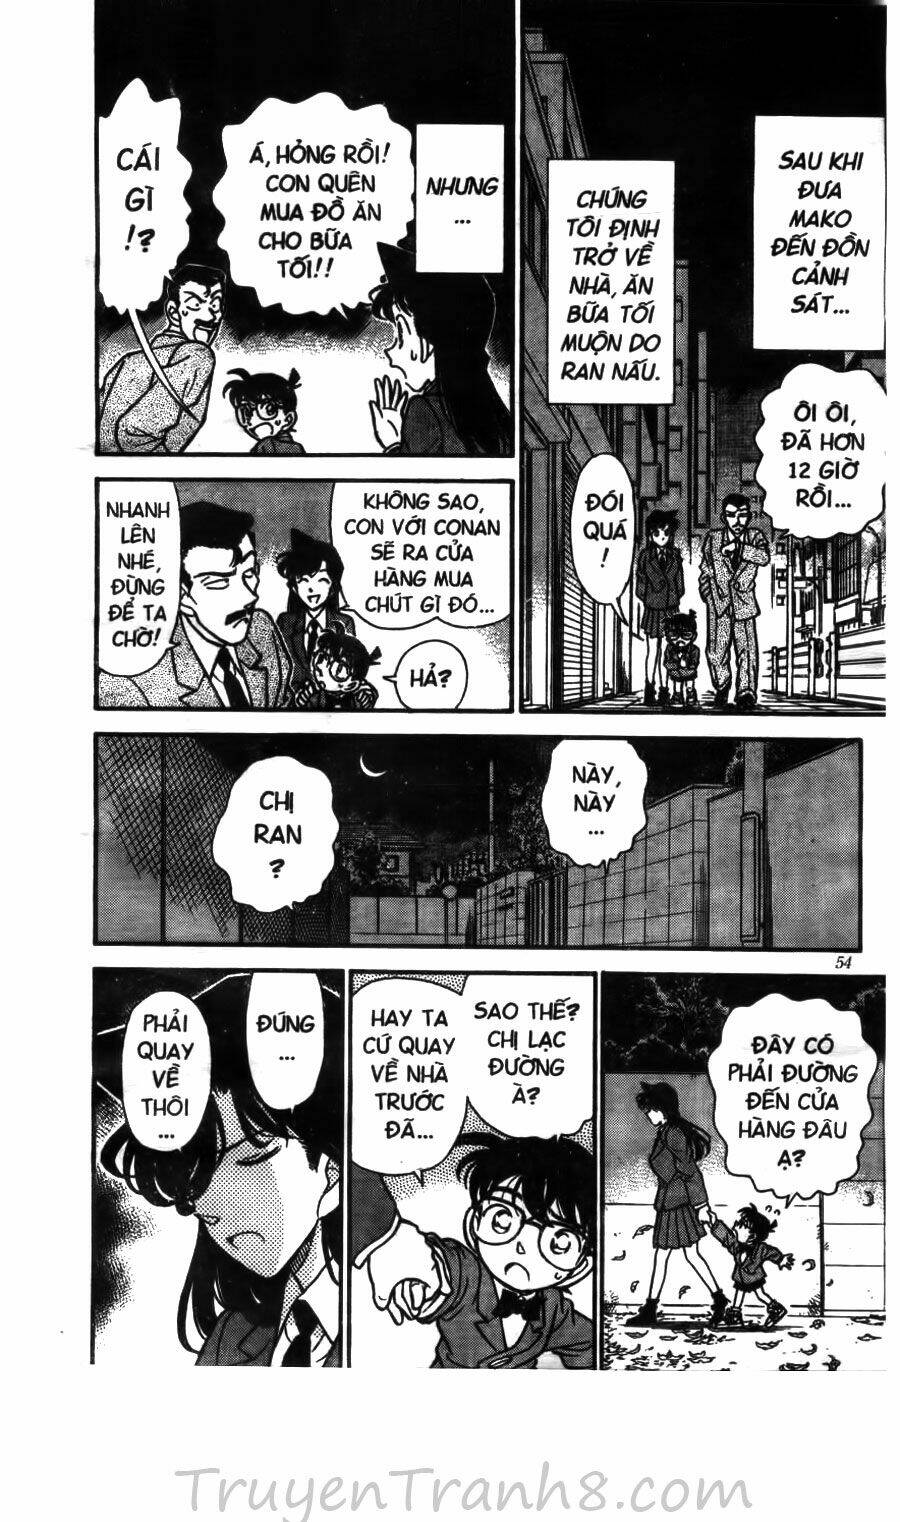 SAU KHI
ĐƯA
MAKO
ĐẾN ĐỒN
CẢNH
SÁT...
CHÚNG
TÔI ĐỊNH
TRỞ VỀ
NHÀ, ĂN
BỮA TỐI
MUỘN DO
RAN NẤU.
ÔI ÔI,
ĐÃ HƠN
12 GIỜ
RỒI...
ĐÓI
QUÁ
!
NHƯNG
...
Á, HỎNG RỒI!
CON QUÊN
MUA ĐỒ ĂN
CHO BỮA
TỐI!!
CÁI
GÌ
!?
KHÔNG SAO,
CON VỚI CONAN
SẼ RA CỬA
HÀNG MUA
CHÚT GÌ ĐÓ...
HẢ?
NHANH
LÊN
NHÉ,
ĐỪNG
ĐỂ TA
CHỜ!
NÀY,
NÀY
...
CHỊ
RAN
?
54
ĐÂY CÓ
PHẢI ĐƯỜNG
ĐẾN CỬA
HÀNG ĐÂU
Ạ?
SAO THẾ?
CHỊ LẠC
ĐƯỜNG
À?
HAY TA
CỨ QUAY
VỀ NHÀ
TRƯỚC
ĐÃ...
ĐÚNG
...
PHẢI
QUAY
VỀ
THÔI
...
TruyenTranh8.com